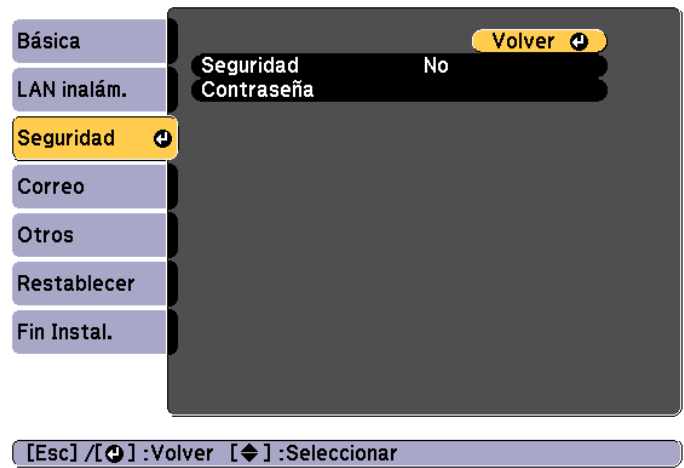 Básica
Volver
Seguridad No
LAN inalám.
Contraseña
Seguridad
Correo
Otros
Restablecer
Fin Instal.
[Esc] /[ ] :Volver [ ] :Seleccionar